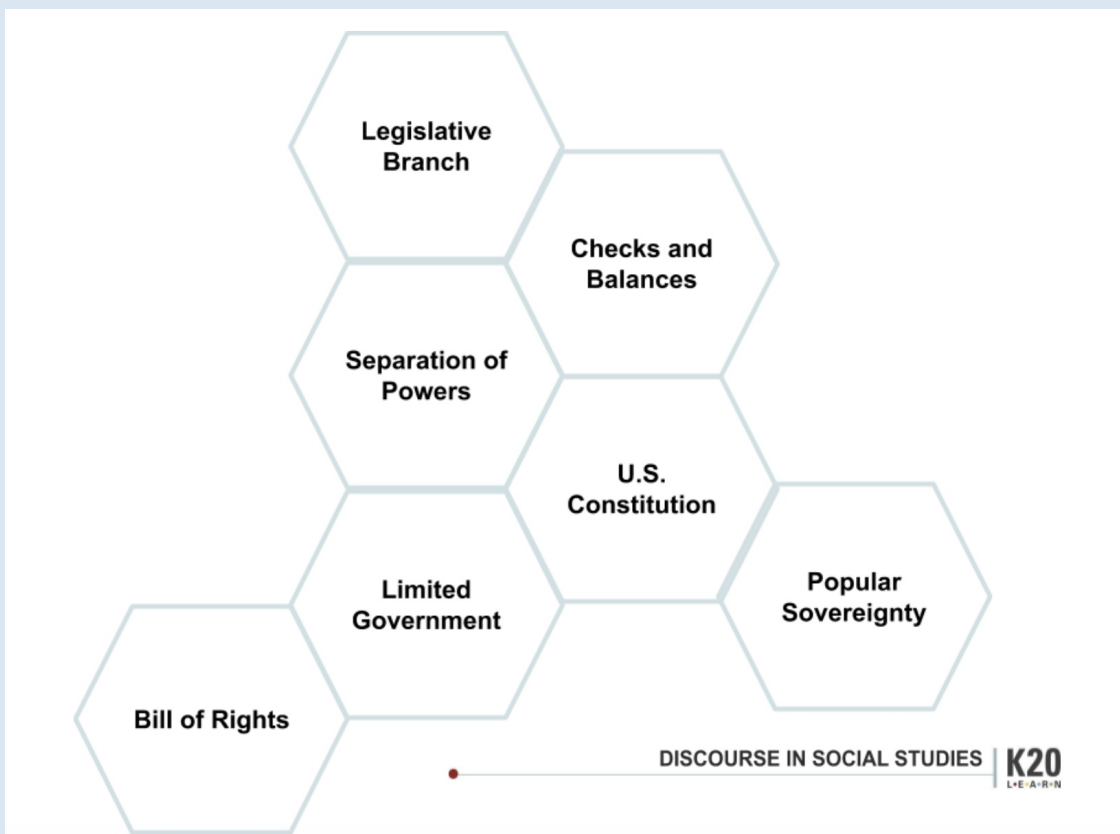 Legislative
Branch
Checks and
Balances
Separation of
Powers
U.S.
Constitution
Limited
Government
Popular
Sovereignty
Bill of Rights
DISCOURSE IN SOCIAL STUDIES
K20
L•E•A•R•N